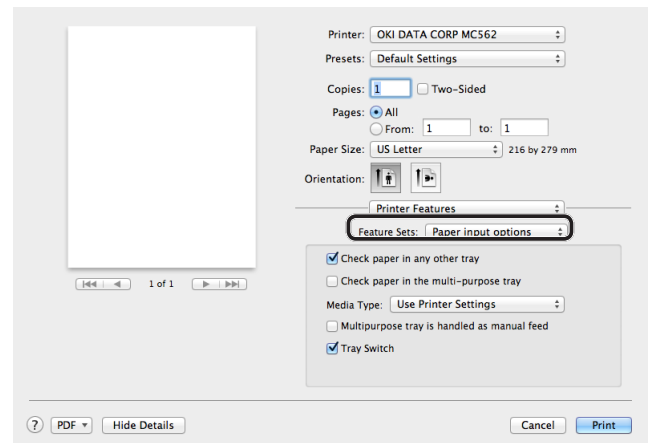 Printer: OKI DATA CORP MC562
Presets: Default Settings
Copies: 1 Two-Sided
Pages: All
From: 1 to: 1
Paper Size: US Letter 216 by 279 mm
Orientation:
Printer Features
Feature Sets: Paper input options
Check paper in any other tray
1 of 1
Check paper in the multi-purpose tray
Media Type: Use Printer Settings
Multipurpose tray is handled as manual feed
Tray Switch
? PDF Hide Details Cancel Print